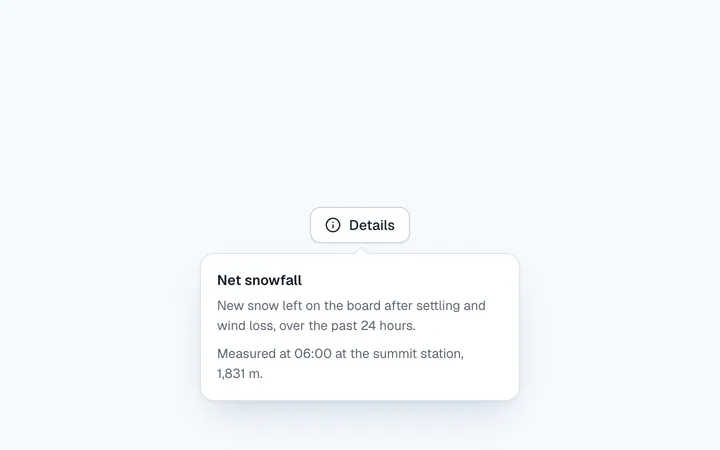 Details
Net snowfall
New snow left on the board after settling and
wind loss, over the past 24 hours.
Measured at 06:00 at the summit station,
1,831 m.